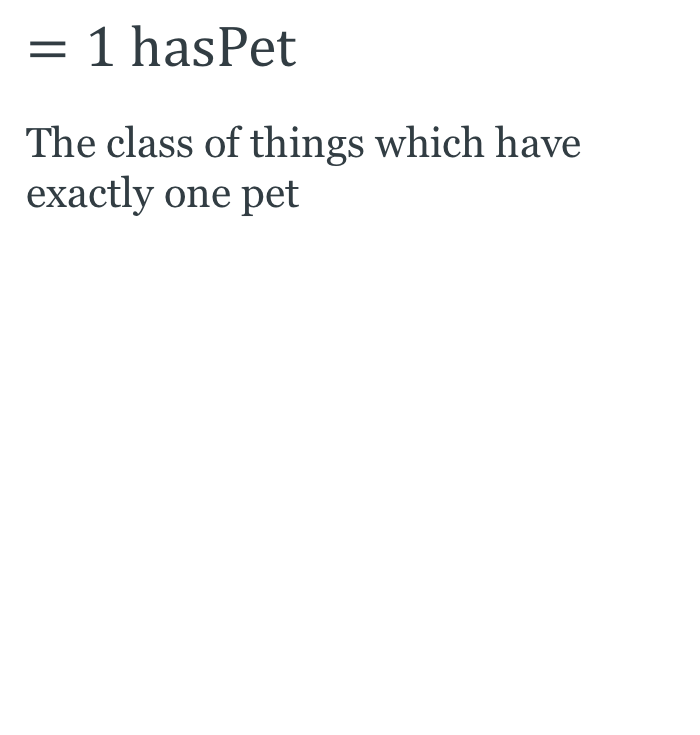 = 1 hasPet
The class of things which have
exactly one pet